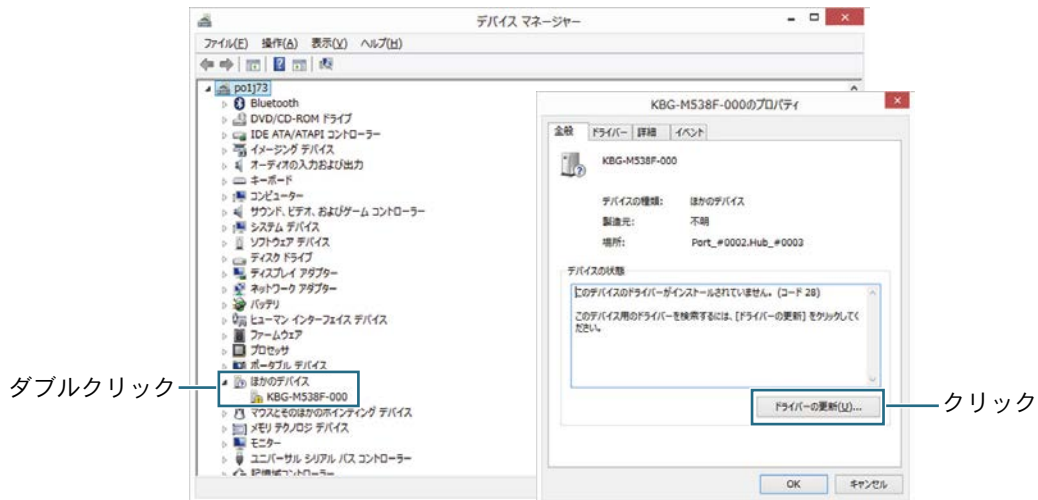 デバイス マネージャー
ファイル(F) 操作(A) 表示(V) ヘルプ(H)
po1j73
Bluetooth
DVD/CD-ROM ドライブ
IDE ATA/ATAPI コントローラー
イメージング デバイス
オーディオの入力および出力
キーボード
コンピューター
サウンド、ビデオ、およびゲーム コントローラー
システム デバイス
ソフトウェア デバイス
ディスク ドライブ
ディスプレイ アダプター
ネットワーク アダプター
バッテリ
ヒューマン インターフェイス デバイス
ファームウェア
プロセッサ
ポータブル デバイス
ほかのデバイス
KBG-M538F-000
マウスとそのほかのポインティング デバイス
メモリ テクノロジ デバイス
モニター
ユニバーサル シリアル バス コントローラー
記憶域コントローラー
ダブルクリック
KBG-M538F-000のプロパティ
全般 ドライバー 詳細 イベント
KBG-M538F-000
デバイスの種類: ほかのデバイス
製造元: 不明
場所: Port_#0002.Hub_#0003
デバイスの状態
このデバイスのドライバーがインストールされていません。(コード 28)
このデバイス用のドライバーを検索するには、[ドライバーの更新] をクリックしてく
ださい。
ドライバーの更新(U)...
クリック
OK キャンセル